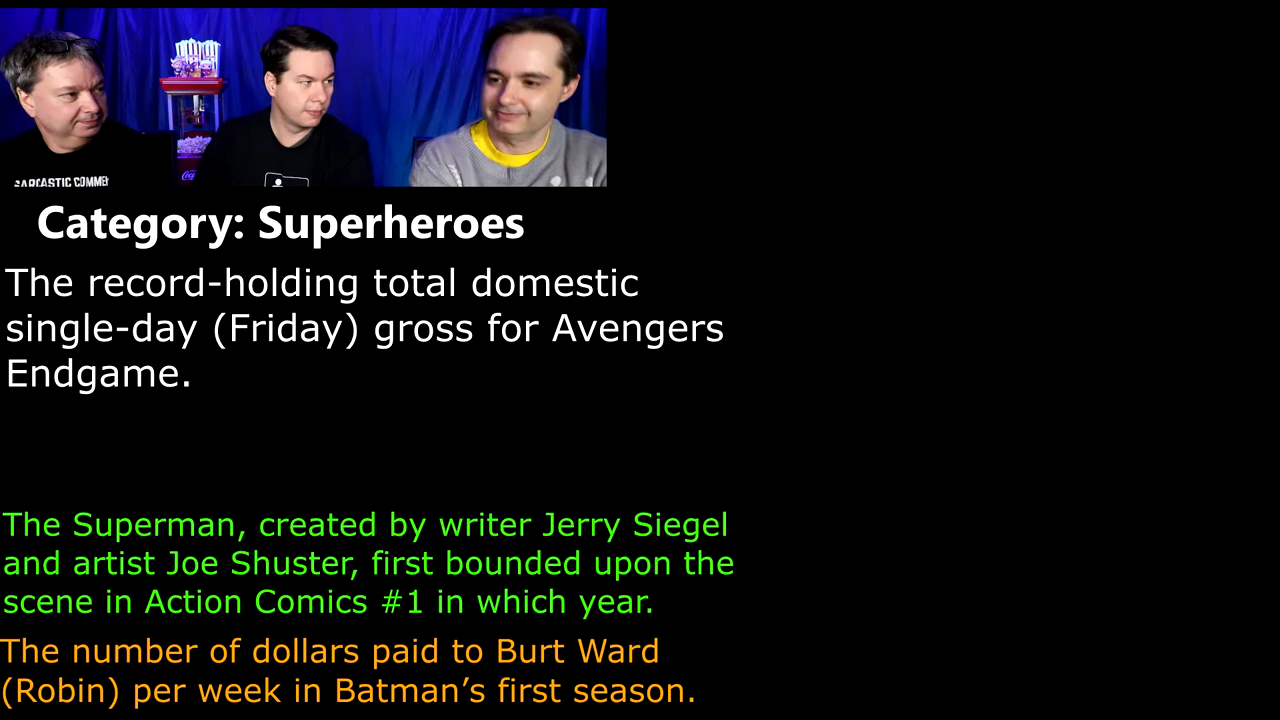 SARCASTIC COMME
Category: Superheroes
The record-holding total domestic
single-day (Friday) gross for Avengers
Endgame.
The Superman, created by writer Jerry Siegel
and artist Joe Shuster, first bounded upon the
scene in Action Comics #1 in which year.
The number of dollars paid to Burt Ward
(Robin) per week in Batman’s first season.